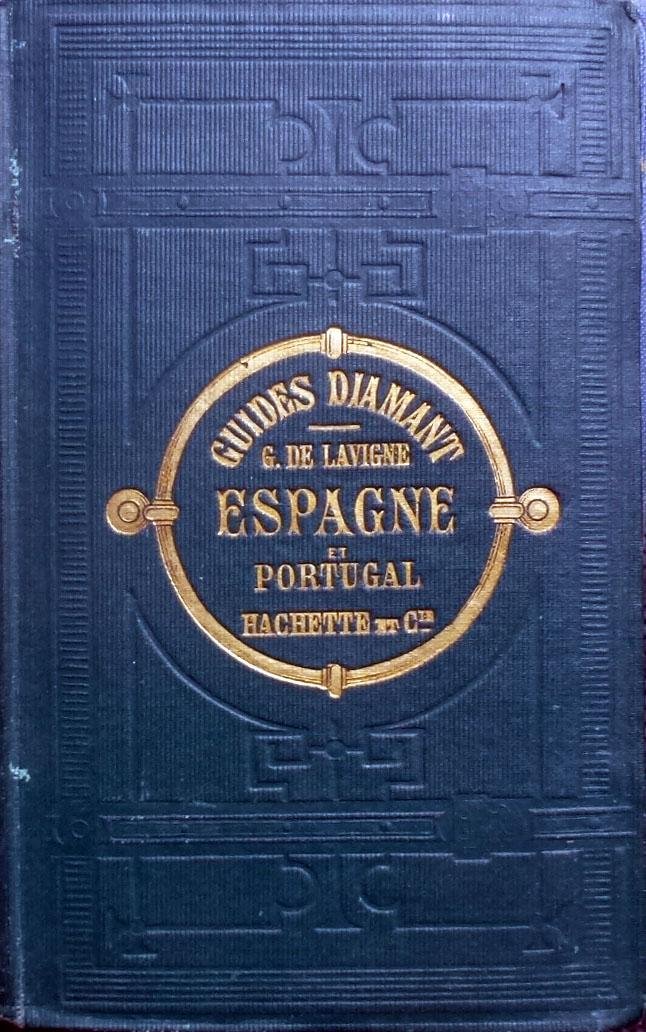 GUIDES DIAMANT
G. DE LAVIGNE
ESPAGNE
ET
PORTUGAL
HACHETTE ET CIE